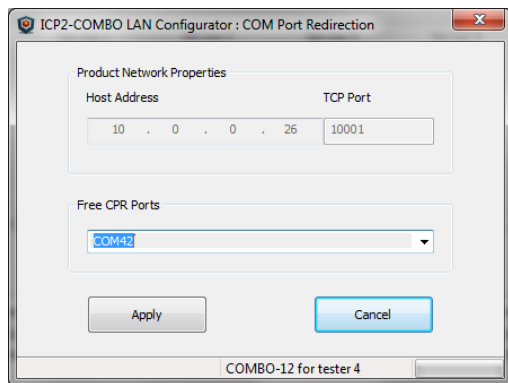 ICP2-COMBO LAN Configurator : COM Port Redirection
Product Network Properties
Host Address TCP Port
10 . 0 . 0 . 26 10001
Free CPR Ports
COM42
Apply Cancel
COMBO-12 for tester 4